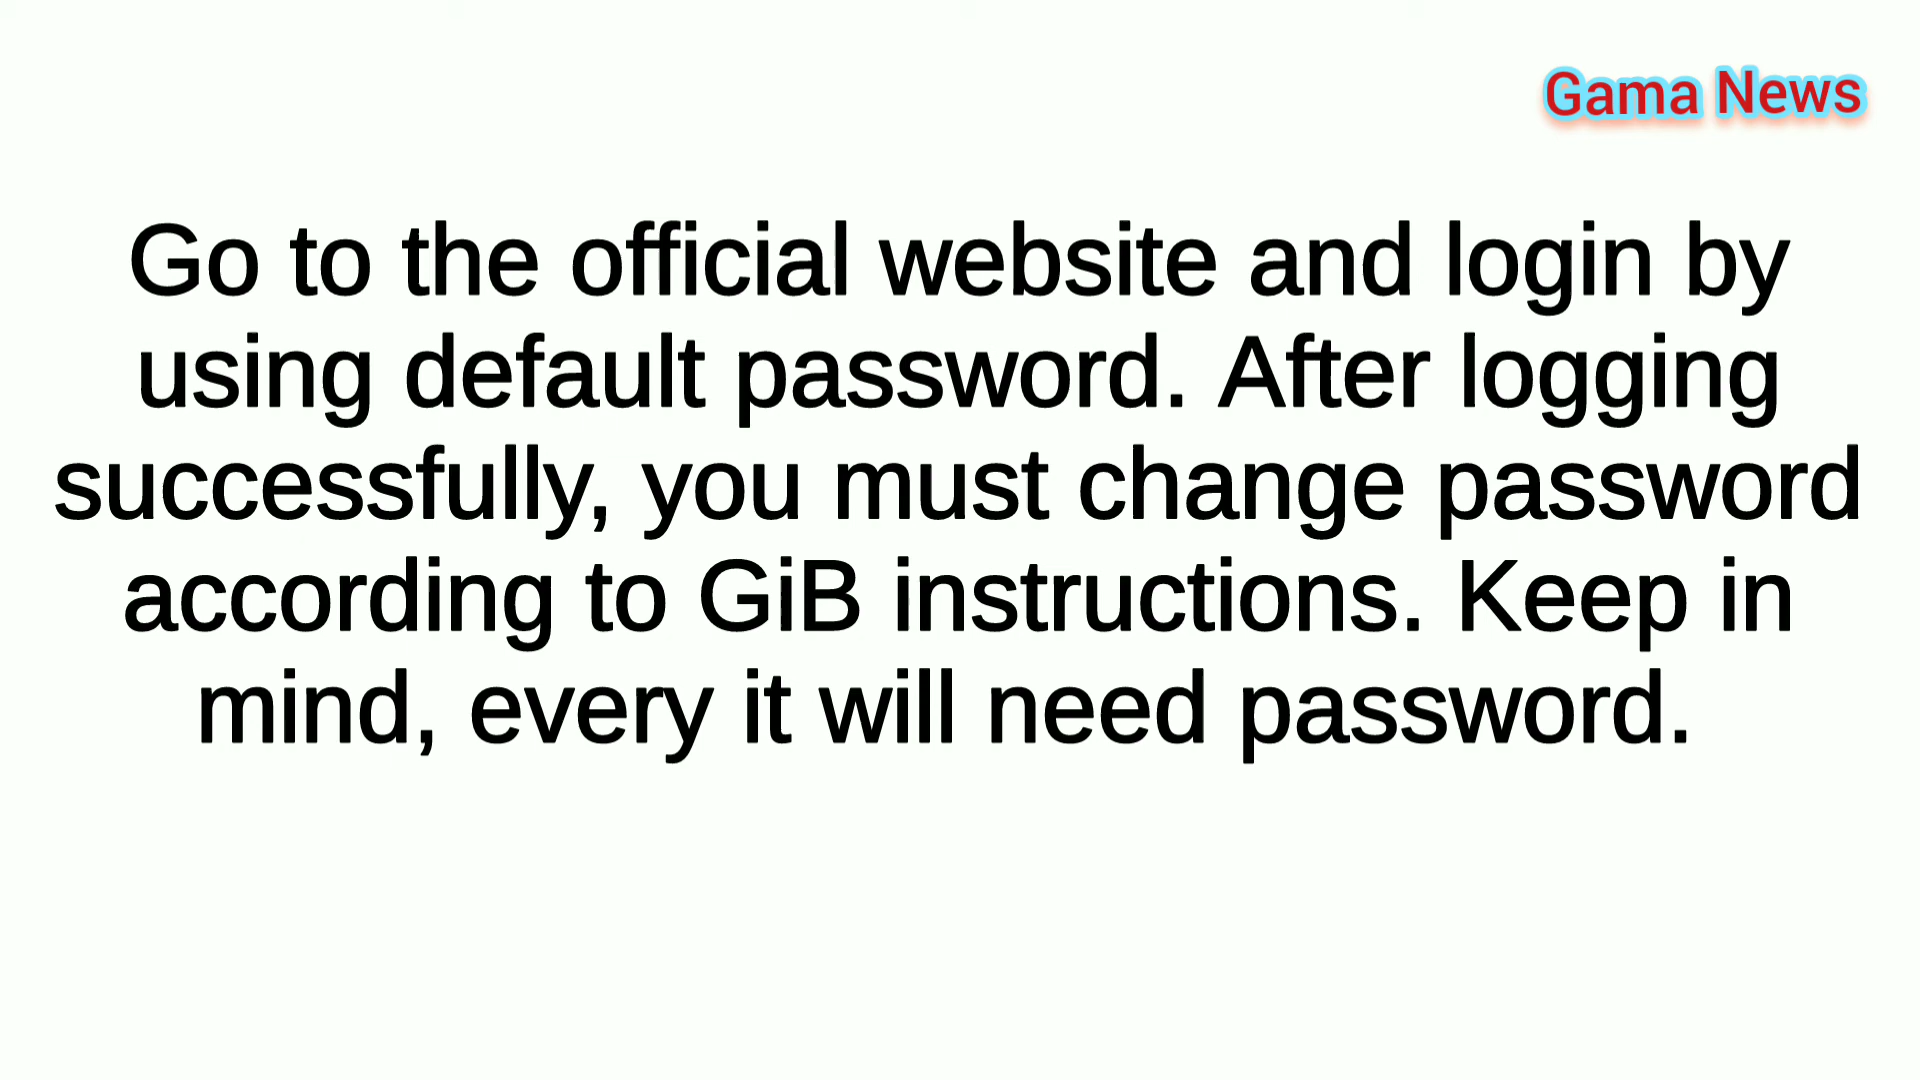 Gama News
Go to the official website and login by
using default password. After logging
successfully, you must change password
according to GiB instructions. Keep in
mind, every it will need password.